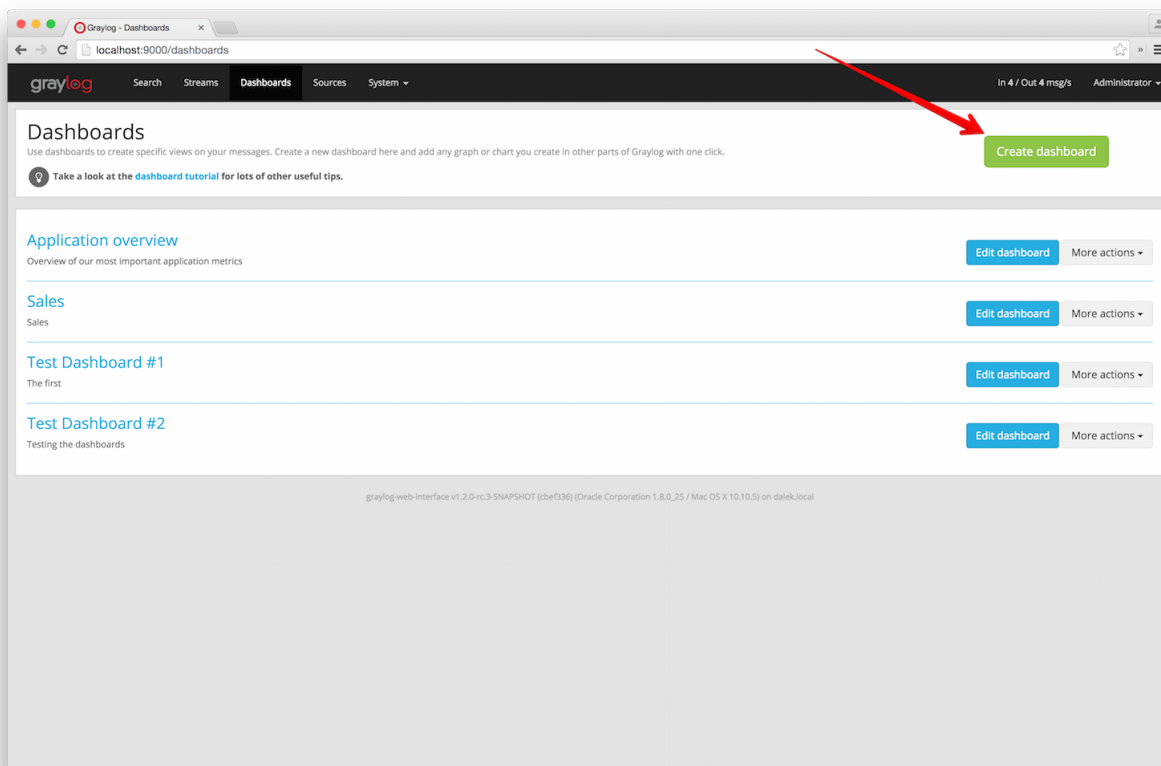 Graylog - Dashboards
localhost:9000/dashboards
graylog Search Streams Dashboards Sources System In 4 / Out 4 msg/s Administrator
Dashboards
Use dashboards to create specific views on your messages. Create a new dashboard here and add any graph or chart you create in other parts of Graylog with one click.
Create dashboard
Take a look at the dashboard tutorial for lots of other useful tips.
Application overview
Overview of our most important application metrics
Edit dashboard More actions
Sales
Sales
Edit dashboard More actions
Test Dashboard #1
The first
Edit dashboard More actions
Test Dashboard #2
Testing the dashboards
Edit dashboard More actions
graylog-web-interface v1.2.0-rc.3-SNAPSHOT (cbef336) (Oracle Corporation 1.8.0_25 / Mac OS X 10.10.5) on dalek.local